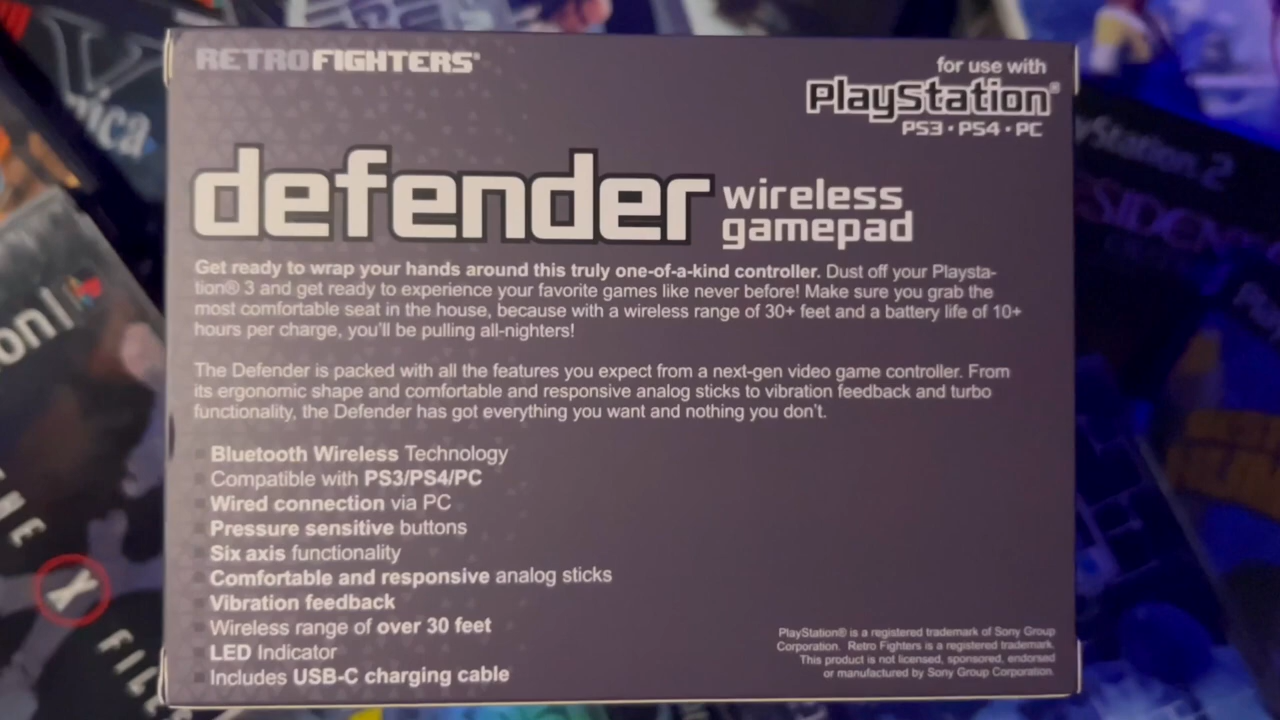 RETROFIGHTERS®
for use with
PlayStation®
PS3 · PS4 · PC
defender
wireless
gamepad
Get ready to wrap your hands around this truly one-of-a-kind controller. Dust off your Playsta-
tion® 3 and get ready to experience your favorite games like never before! Make sure you grab the
most comfortable seat in the house, because with a wireless range of 30+ feet and a battery life of 10+
hours per charge, you'll be pulling all-nighters!
The Defender is packed with all the features you expect from a next-gen video game controller. From
its ergonomic shape and comfortable and responsive analog sticks to vibration feedback and turbo
functionality, the Defender has got everything you want and nothing you don't.
Bluetooth Wireless Technology
Compatible with PS3/PS4/PC
Wired connection via PC
Pressure sensitive buttons
Six axis functionality
Comfortable and responsive analog sticks
Vibration feedback
Wireless range of over 30 feet
LED Indicator
Includes USB-C charging cable
PlayStation® is a registered trademark of Sony Group
Corporation. Retro Fighters is a registered trademark.
This product is not licensed, sponsored, endorsed
or manufactured by Sony Group Corporation.
yStation 2
SIDEN
on
THE
X
FILES